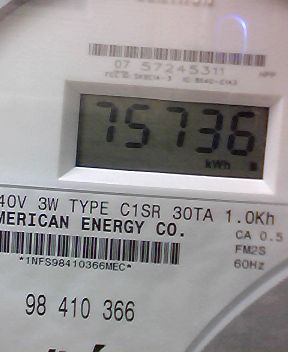 07 57245311
75736
kWh
40V 3W TYPE C1SR 30TA 1.0Kh
MERICAN ENERGY CO.
CA 0.5
FM2S
*1NFS98410366MEC*
60Hz
98 410 366